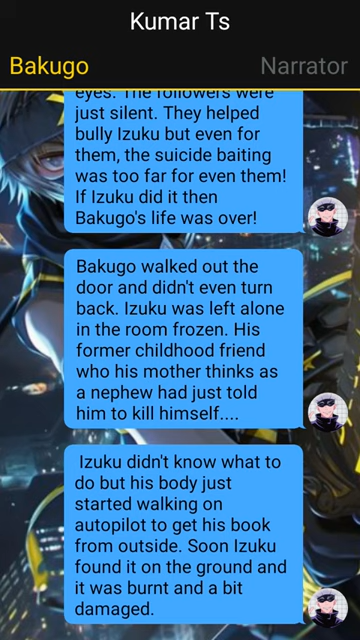 Kumar Ts
Bakugo
Narrator
eyes. The followers were
just silent. They helped
bully Izuku but even for
them, the suicide baiting
was too far for even them!
If Izuku did it then
Bakugo's life was over!
Bakugo walked out the
door and didn't even turn
back. Izuku was left alone
in the room frozen. His
former childhood friend
who his mother thinks as
a nephew had just told
him to kill himself....
Izuku didn't know what to
do but his body just
started walking on
autopilot to get his book
from outside. Soon Izuku
found it on the ground and
it was burnt and a bit
damaged.